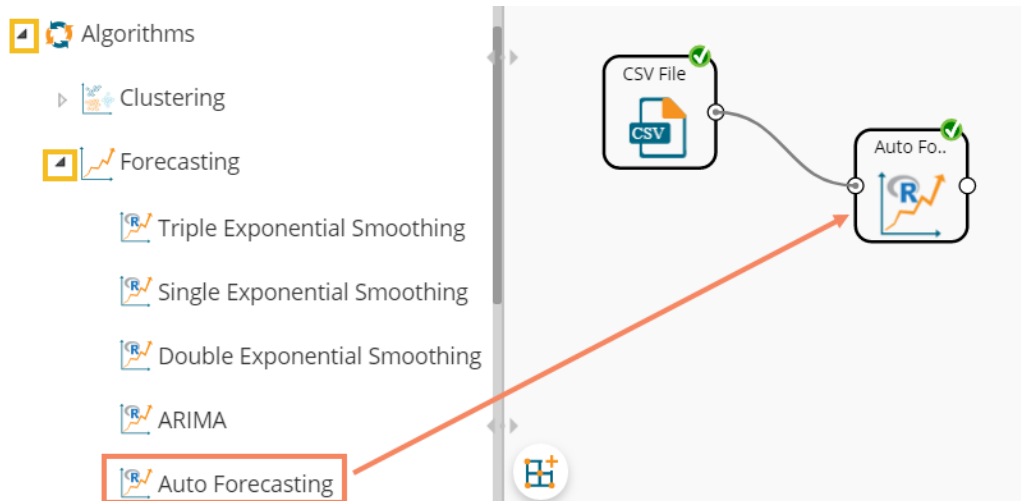 Algorithms
Clustering
Forecasting
R Triple Exponential Smoothing
R Single Exponential Smoothing
R Double Exponential Smoothing
R ARIMA
R Auto Forecasting
CSV File
CSV
Auto Fo..
R